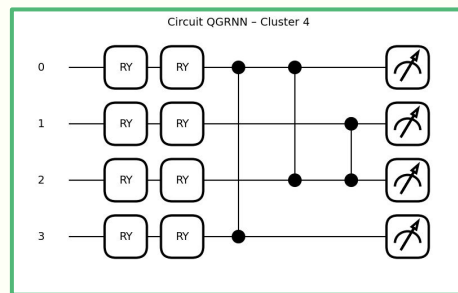 Circuit QGRNN – Cluster 4
0 RY RY
1 RY RY
2 RY RY
3 RY RY